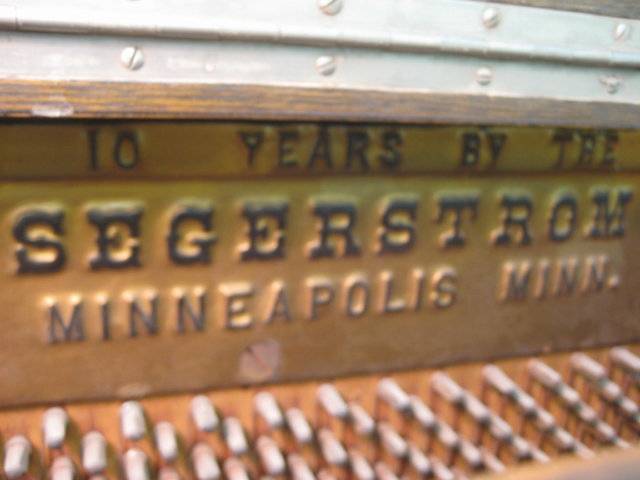 10 YEARS BY THE
SEGERSTROM
MINNEAPOLIS MINN.